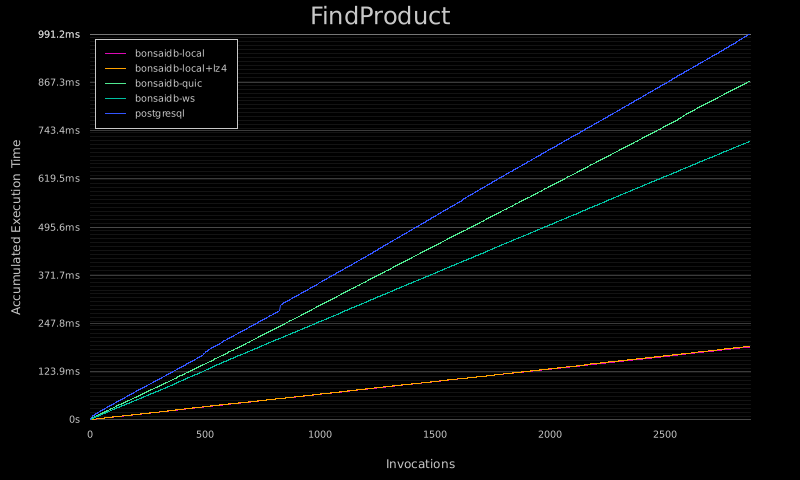 FindProduct
991.2ms
867.3ms
743.4ms
619.5ms
495.6ms
371.7ms
247.8ms
123.9ms
0s
bonsaidb-local
bonsaidb-local+lz4
bonsaidb-quic
bonsaidb-ws
postgresql
Accumulated Execution Time
0 500 1000 1500 2000 2500
Invocations